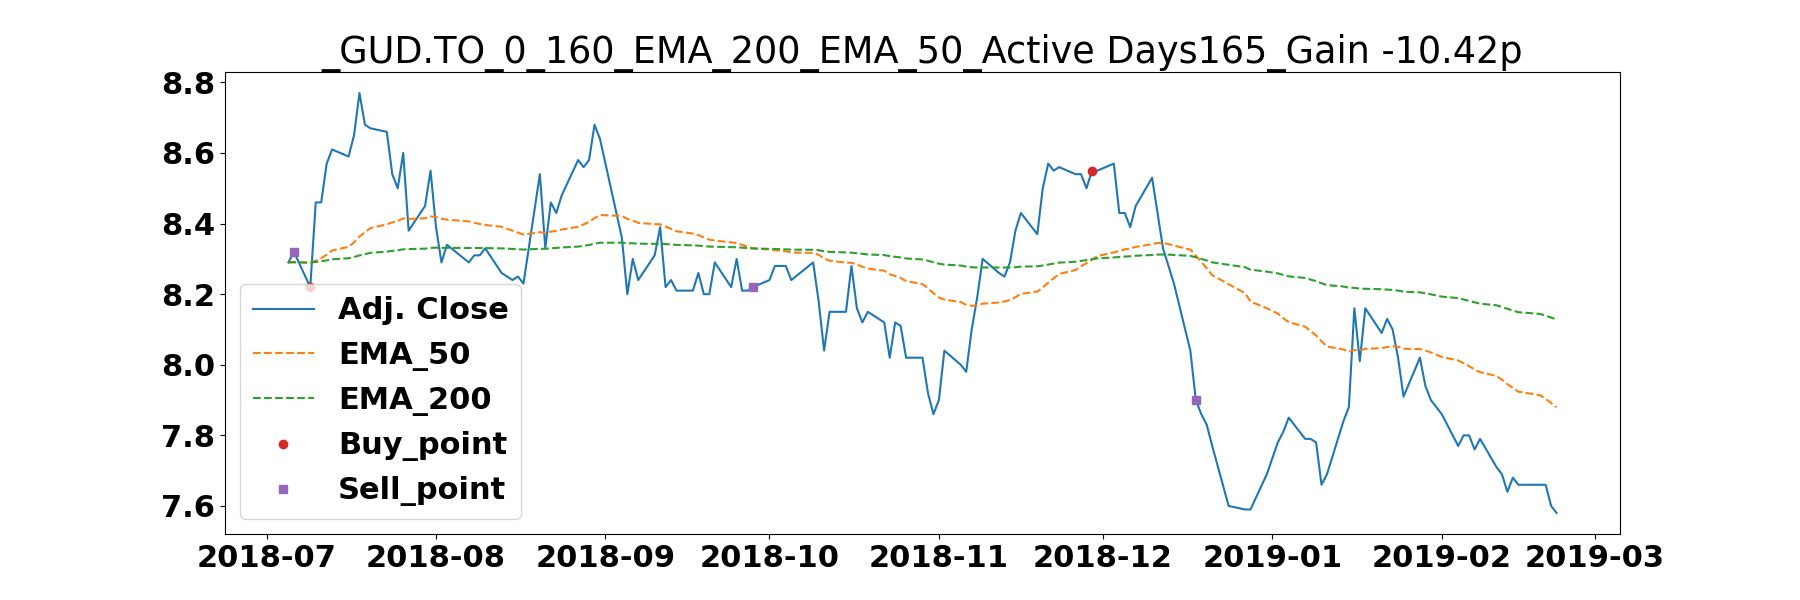 _GUD.TO_0_160_EMA_200_EMA_50_Active Days165_Gain -10.42p
8.8
8.6
8.4
8.2
8.0
7.8
7.6
Adj. Close
EMA_50
EMA_200
Buy_point
Sell_point
2018-07 2018-08 2018-09 2018-10 2018-11 2018-12 2019-01 2019-02 2019-03